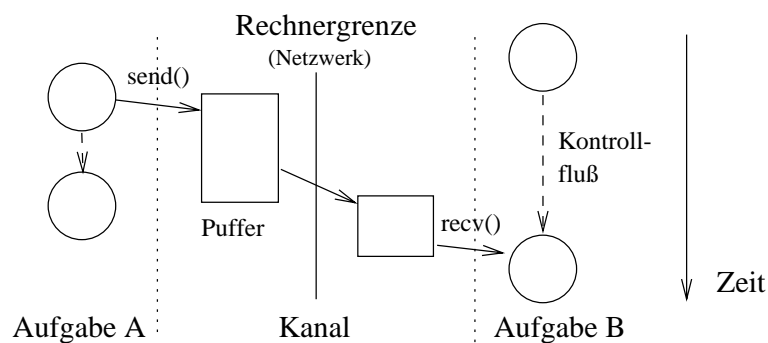 Rechnergrenze
(Netzwerk)
send()
Kontroll-
fluß
Puffer
recv()
Zeit
Aufgabe A
Kanal
Aufgabe B